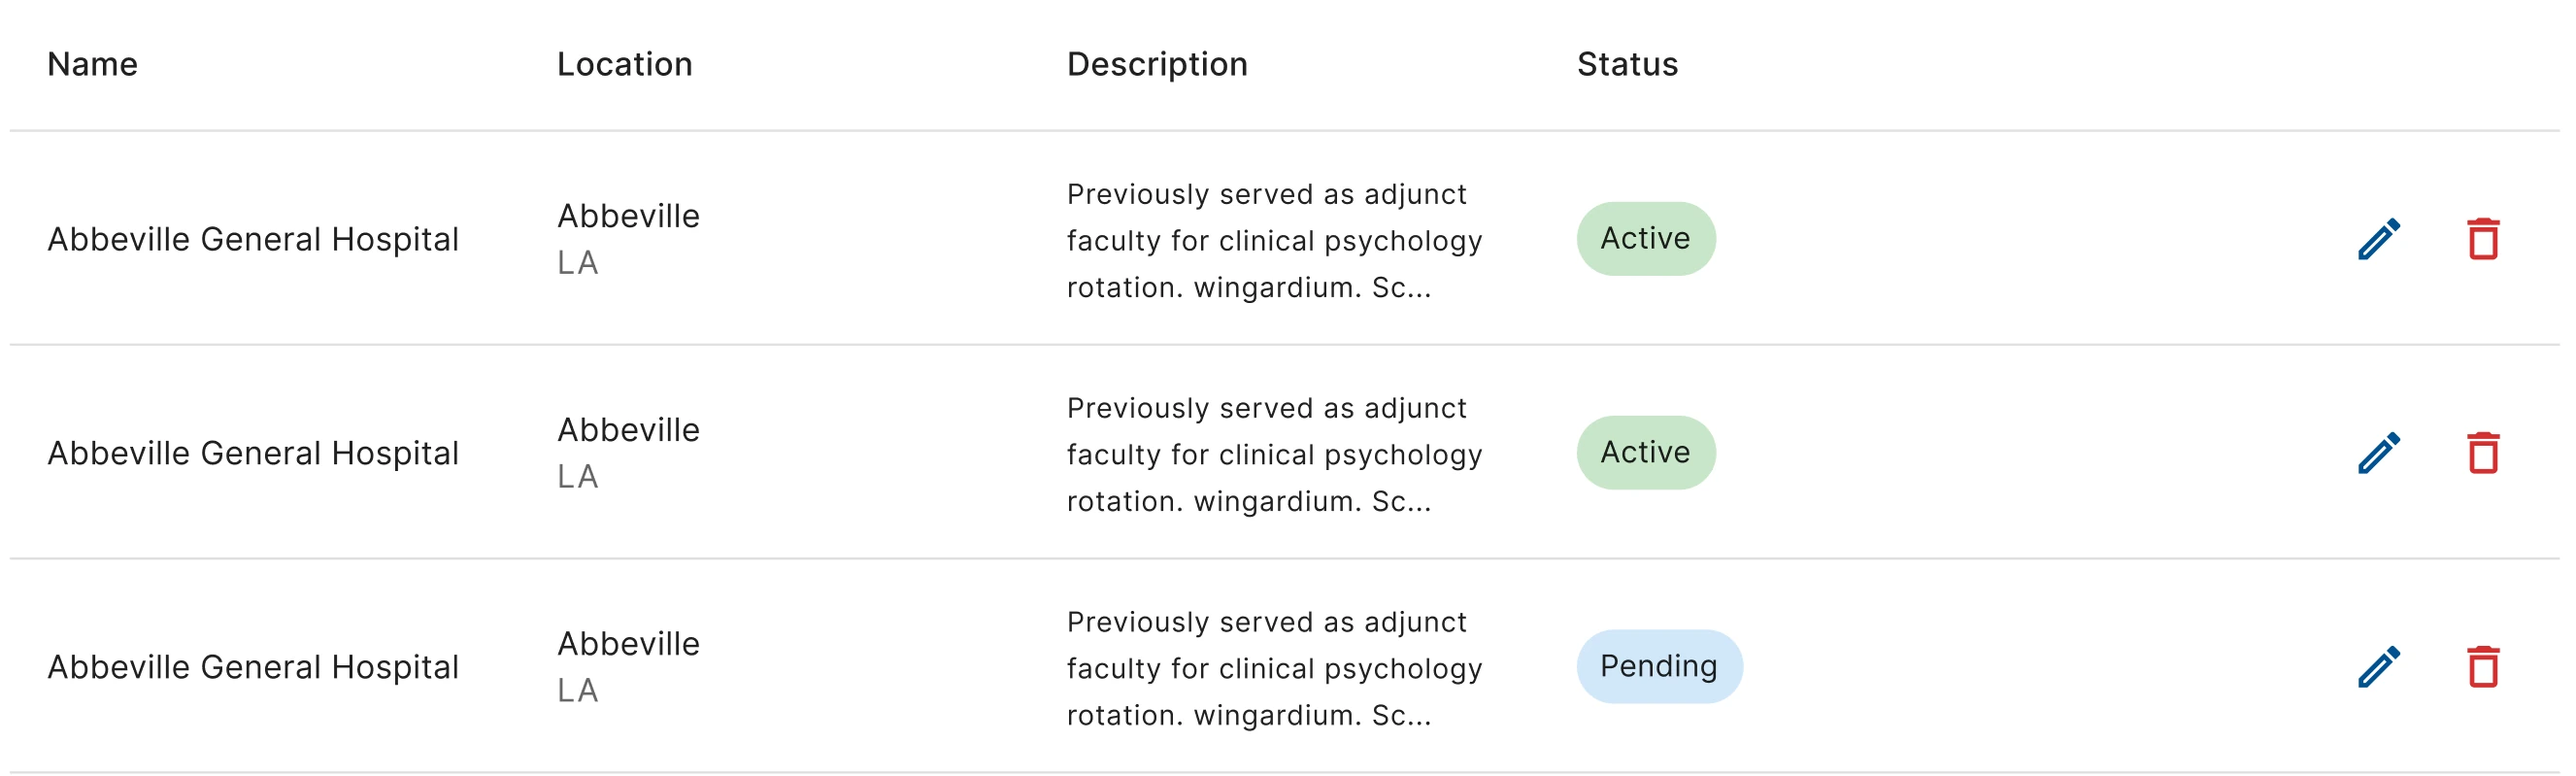 Name Location Description Status
Abbeville General Hospital
Abbeville
LA
Previously served as adjunct
faculty for clinical psychology
rotation. wingardium. Sc...
Active
Abbeville General Hospital
Abbeville
LA
Previously served as adjunct
faculty for clinical psychology
rotation. wingardium. Sc...
Active
Abbeville General Hospital
Abbeville
LA
Previously served as adjunct
faculty for clinical psychology
rotation. wingardium. Sc...
Pending